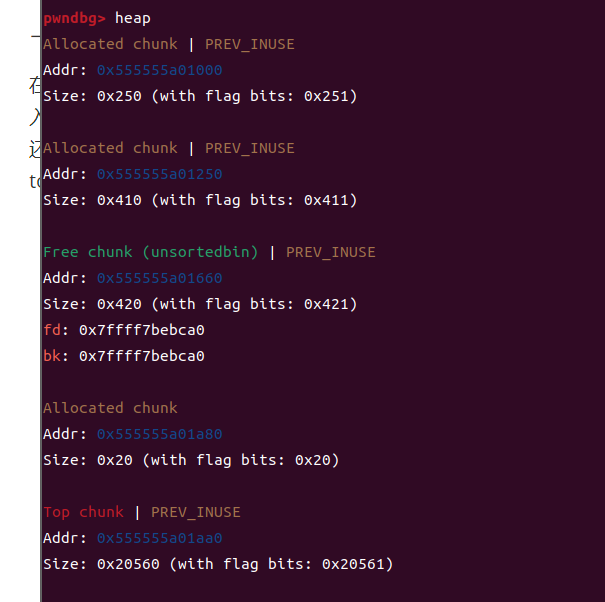 pwndbg> heap
Allocated chunk | PREV_INUSE
Addr: 0x555555a01000
Size: 0x250 (with flag bits: 0x251)
Allocated chunk | PREV_INUSE
Addr: 0x555555a01250
Size: 0x410 (with flag bits: 0x411)
Free chunk (unsortedbin) | PREV_INUSE
Addr: 0x555555a01660
Size: 0x420 (with flag bits: 0x421)
fd: 0x7ffff7bebca0
bk: 0x7ffff7bebca0
Allocated chunk
Addr: 0x555555a01a80
Size: 0x20 (with flag bits: 0x20)
Top chunk | PREV_INUSE
Addr: 0x555555a01aa0
Size: 0x20560 (with flag bits: 0x20561)